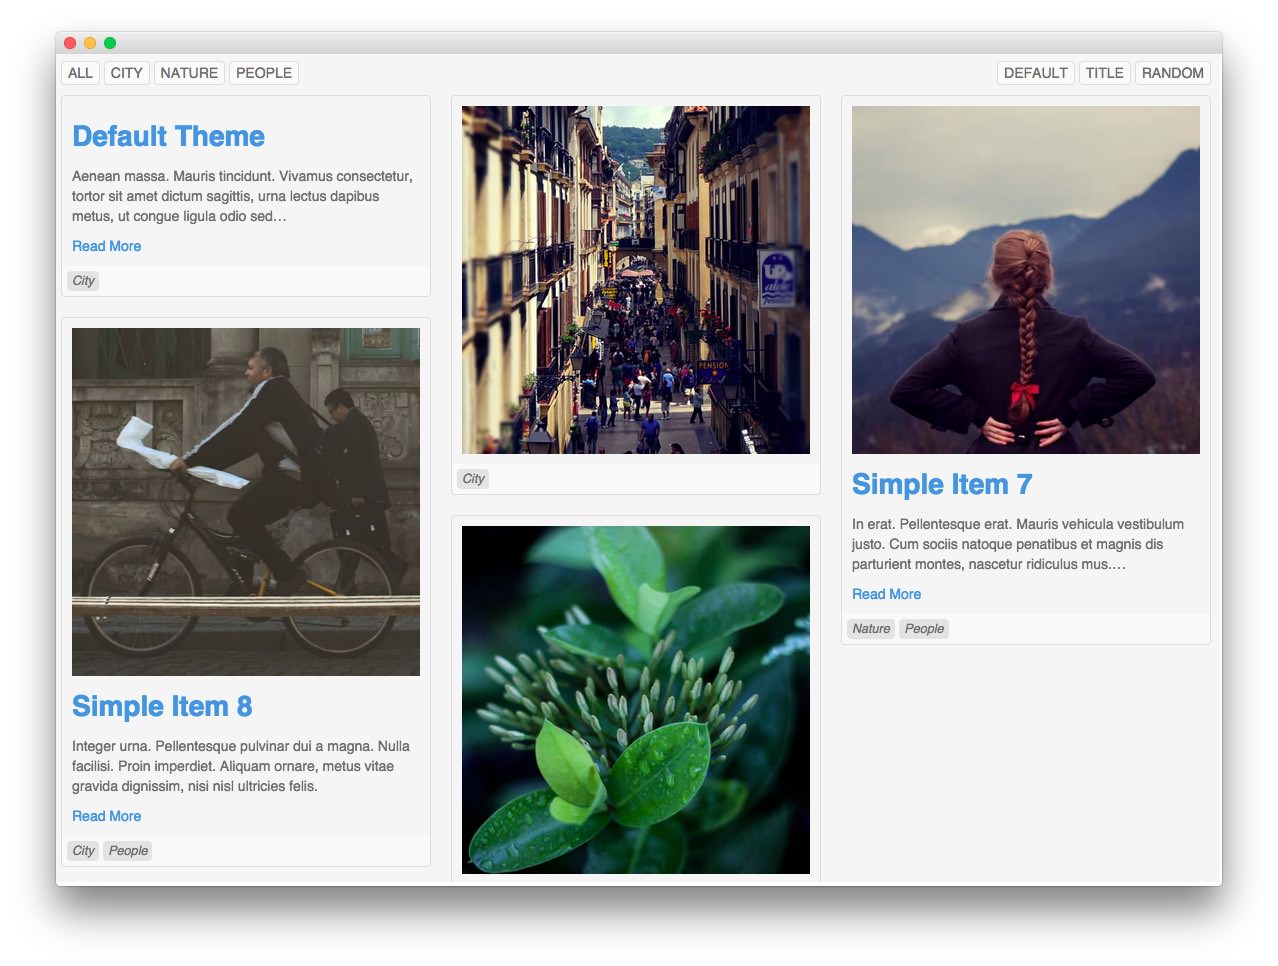 ALL CITY NATURE PEOPLE
DEFAULT TITLE RANDOM
Default Theme
Aenean massa. Mauris tincidunt. Vivamus consectetur,
tortor sit amet dictum sagittis, urna lectus dapibus
metus, ut congue ligula odio sed…
Read More
City
Simple Item 8
Integer urna. Pellentesque pulvinar dui a magna. Nulla
facilisi. Proin imperdiet. Aliquam ornare, metus vitae
gravida dignissim, nisi nisl ultricies felis.
Read More
City People
PENSION
City
Simple Item 7
In erat. Pellentesque erat. Mauris vehicula vestibulum
justo. Cum sociis natoque penatibus et magnis dis
parturient montes, nascetur ridiculus mus.…
Read More
Nature People